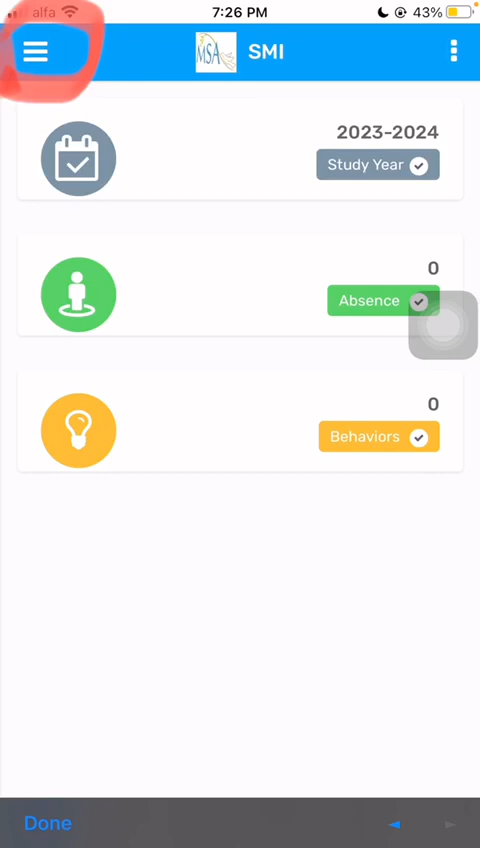 alfa 7:26 PM 43%
MSA SMI
2023-2024
Study Year
0
Absence
0
Behaviors
Done